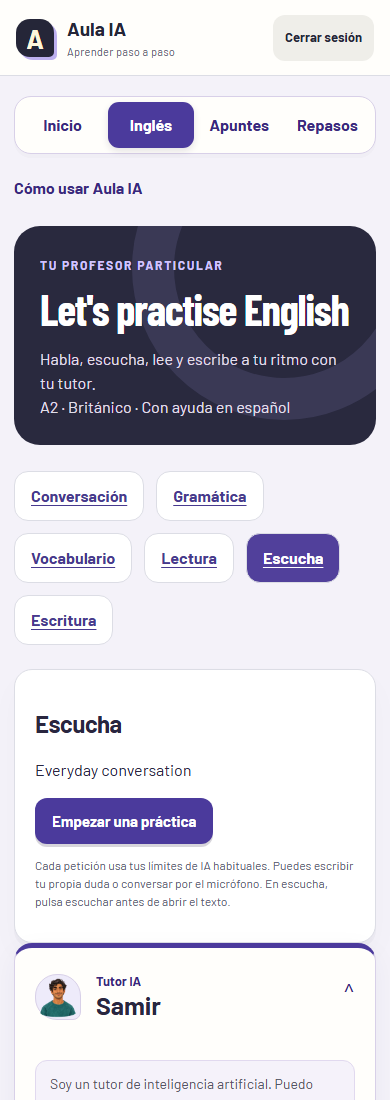 A
Aula IA
Aprender paso a paso
Cerrar sesión
Inicio
Inglés
Apuntes
Repasos
Cómo usar Aula IA
TU PROFESOR PARTICULAR
Let's practise English
Habla, escucha, lee y escribe a tu ritmo con
tu tutor.
A2 · Británico · Con ayuda en español
Conversación
Gramática
Vocabulario
Lectura
Escucha
Escritura
Escucha
Everyday conversation
Empezar una práctica
Cada petición usa tus límites de IA habituales. Puedes escribir
tu propia duda o conversar por el micrófono. En escucha,
pulsa escuchar antes de abrir el texto.
Tutor IA
Samir
^
Soy un tutor de inteligencia artificial. Puedo